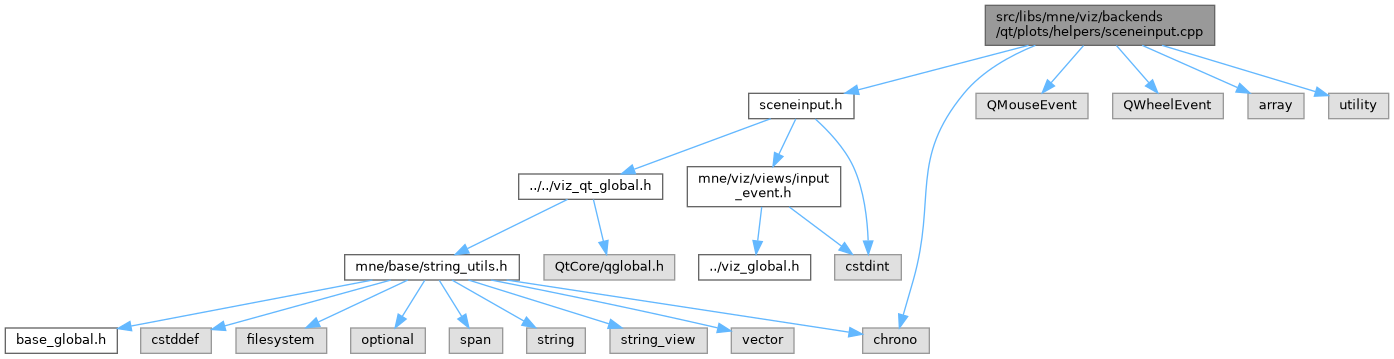 src/libs/mne/viz/backends
/qt/plots/helpers/sceneinput.cpp
sceneinput.h
QMouseEvent
QWheelEvent
array
utility
../../viz_qt_global.h
mne/viz/views/input
_event.h
mne/base/string_utils.h
QtCore/qglobal.h
../viz_global.h
cstdint
base_global.h
cstddef
filesystem
optional
span
string
string_view
vector
chrono